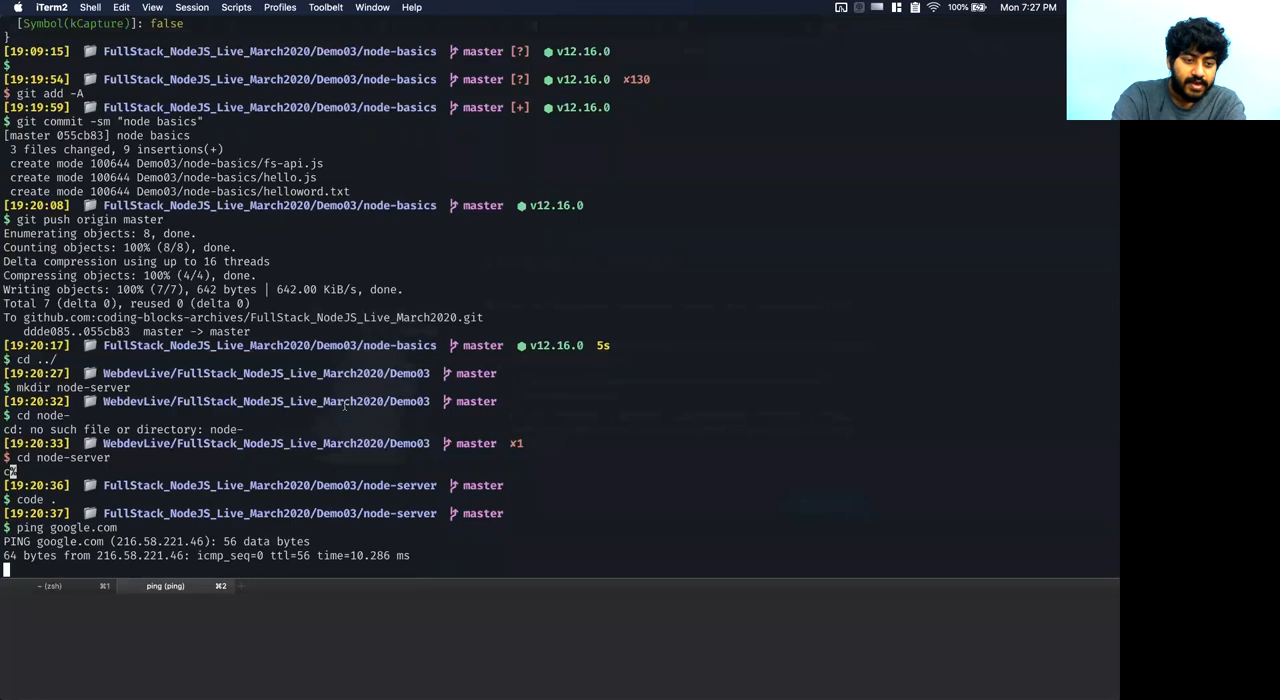 iTerm2 Shell Edit View Session Scripts Profiles Toolbelt Window Help 100% Mon 7:27 PM
[Symbol(kCapture)]: false
}
[19:09:15] FullStack_NodeJS_Live_March2020/Demo03/node-basics master [?] v12.16.0
$
[19:19:54] FullStack_NodeJS_Live_March2020/Demo03/node-basics master [?] v12.16.0 ✘130
$ git add -A
[19:19:59] FullStack_NodeJS_Live_March2020/Demo03/node-basics master [+] v12.16.0
$ git commit -sm "node basics"
[master 055cb83] node basics
3 files changed, 9 insertions(+)
create mode 100644 Demo03/node-basics/fs-api.js
create mode 100644 Demo03/node-basics/hello.js
create mode 100644 Demo03/node-basics/helloword.txt
[19:20:08] FullStack_NodeJS_Live_March2020/Demo03/node-basics master v12.16.0
$ git push origin master
Enumerating objects: 8, done.
Counting objects: 100% (8/8), done.
Delta compression using up to 16 threads
Compressing objects: 100% (4/4), done.
Writing objects: 100% (7/7), 642 bytes | 642.00 KiB/s, done.
Total 7 (delta 0), reused 0 (delta 0)
To github.com:coding-blocks-archives/FullStack_NodeJS_Live_March2020.git
ddde085..055cb83 master -> master
[19:20:17] FullStack_NodeJS_Live_March2020/Demo03/node-basics master v12.16.0 5s
$ cd ../
[19:20:27] WebdevLive/FullStack_NodeJS_Live_March2020/Demo03 master
$ mkdir node-server
[19:20:32] WebdevLive/FullStack_NodeJS_Live_March2020/Demo03 master
$ cd node-
cd: no such file or directory: node-
[19:20:33] WebdevLive/FullStack_NodeJS_Live_March2020/Demo03 master ✘1
$ cd node-server
c%
[19:20:36] FullStack_NodeJS_Live_March2020/Demo03/node-server master
$ code .
[19:20:37] FullStack_NodeJS_Live_March2020/Demo03/node-server master
$ ping google.com
PING google.com (216.58.221.46): 56 data bytes
64 bytes from 216.58.221.46: icmp_seq=0 ttl=56 time=10.286 ms
~ (zsh) ⌘1 ping (ping) ⌘2 +